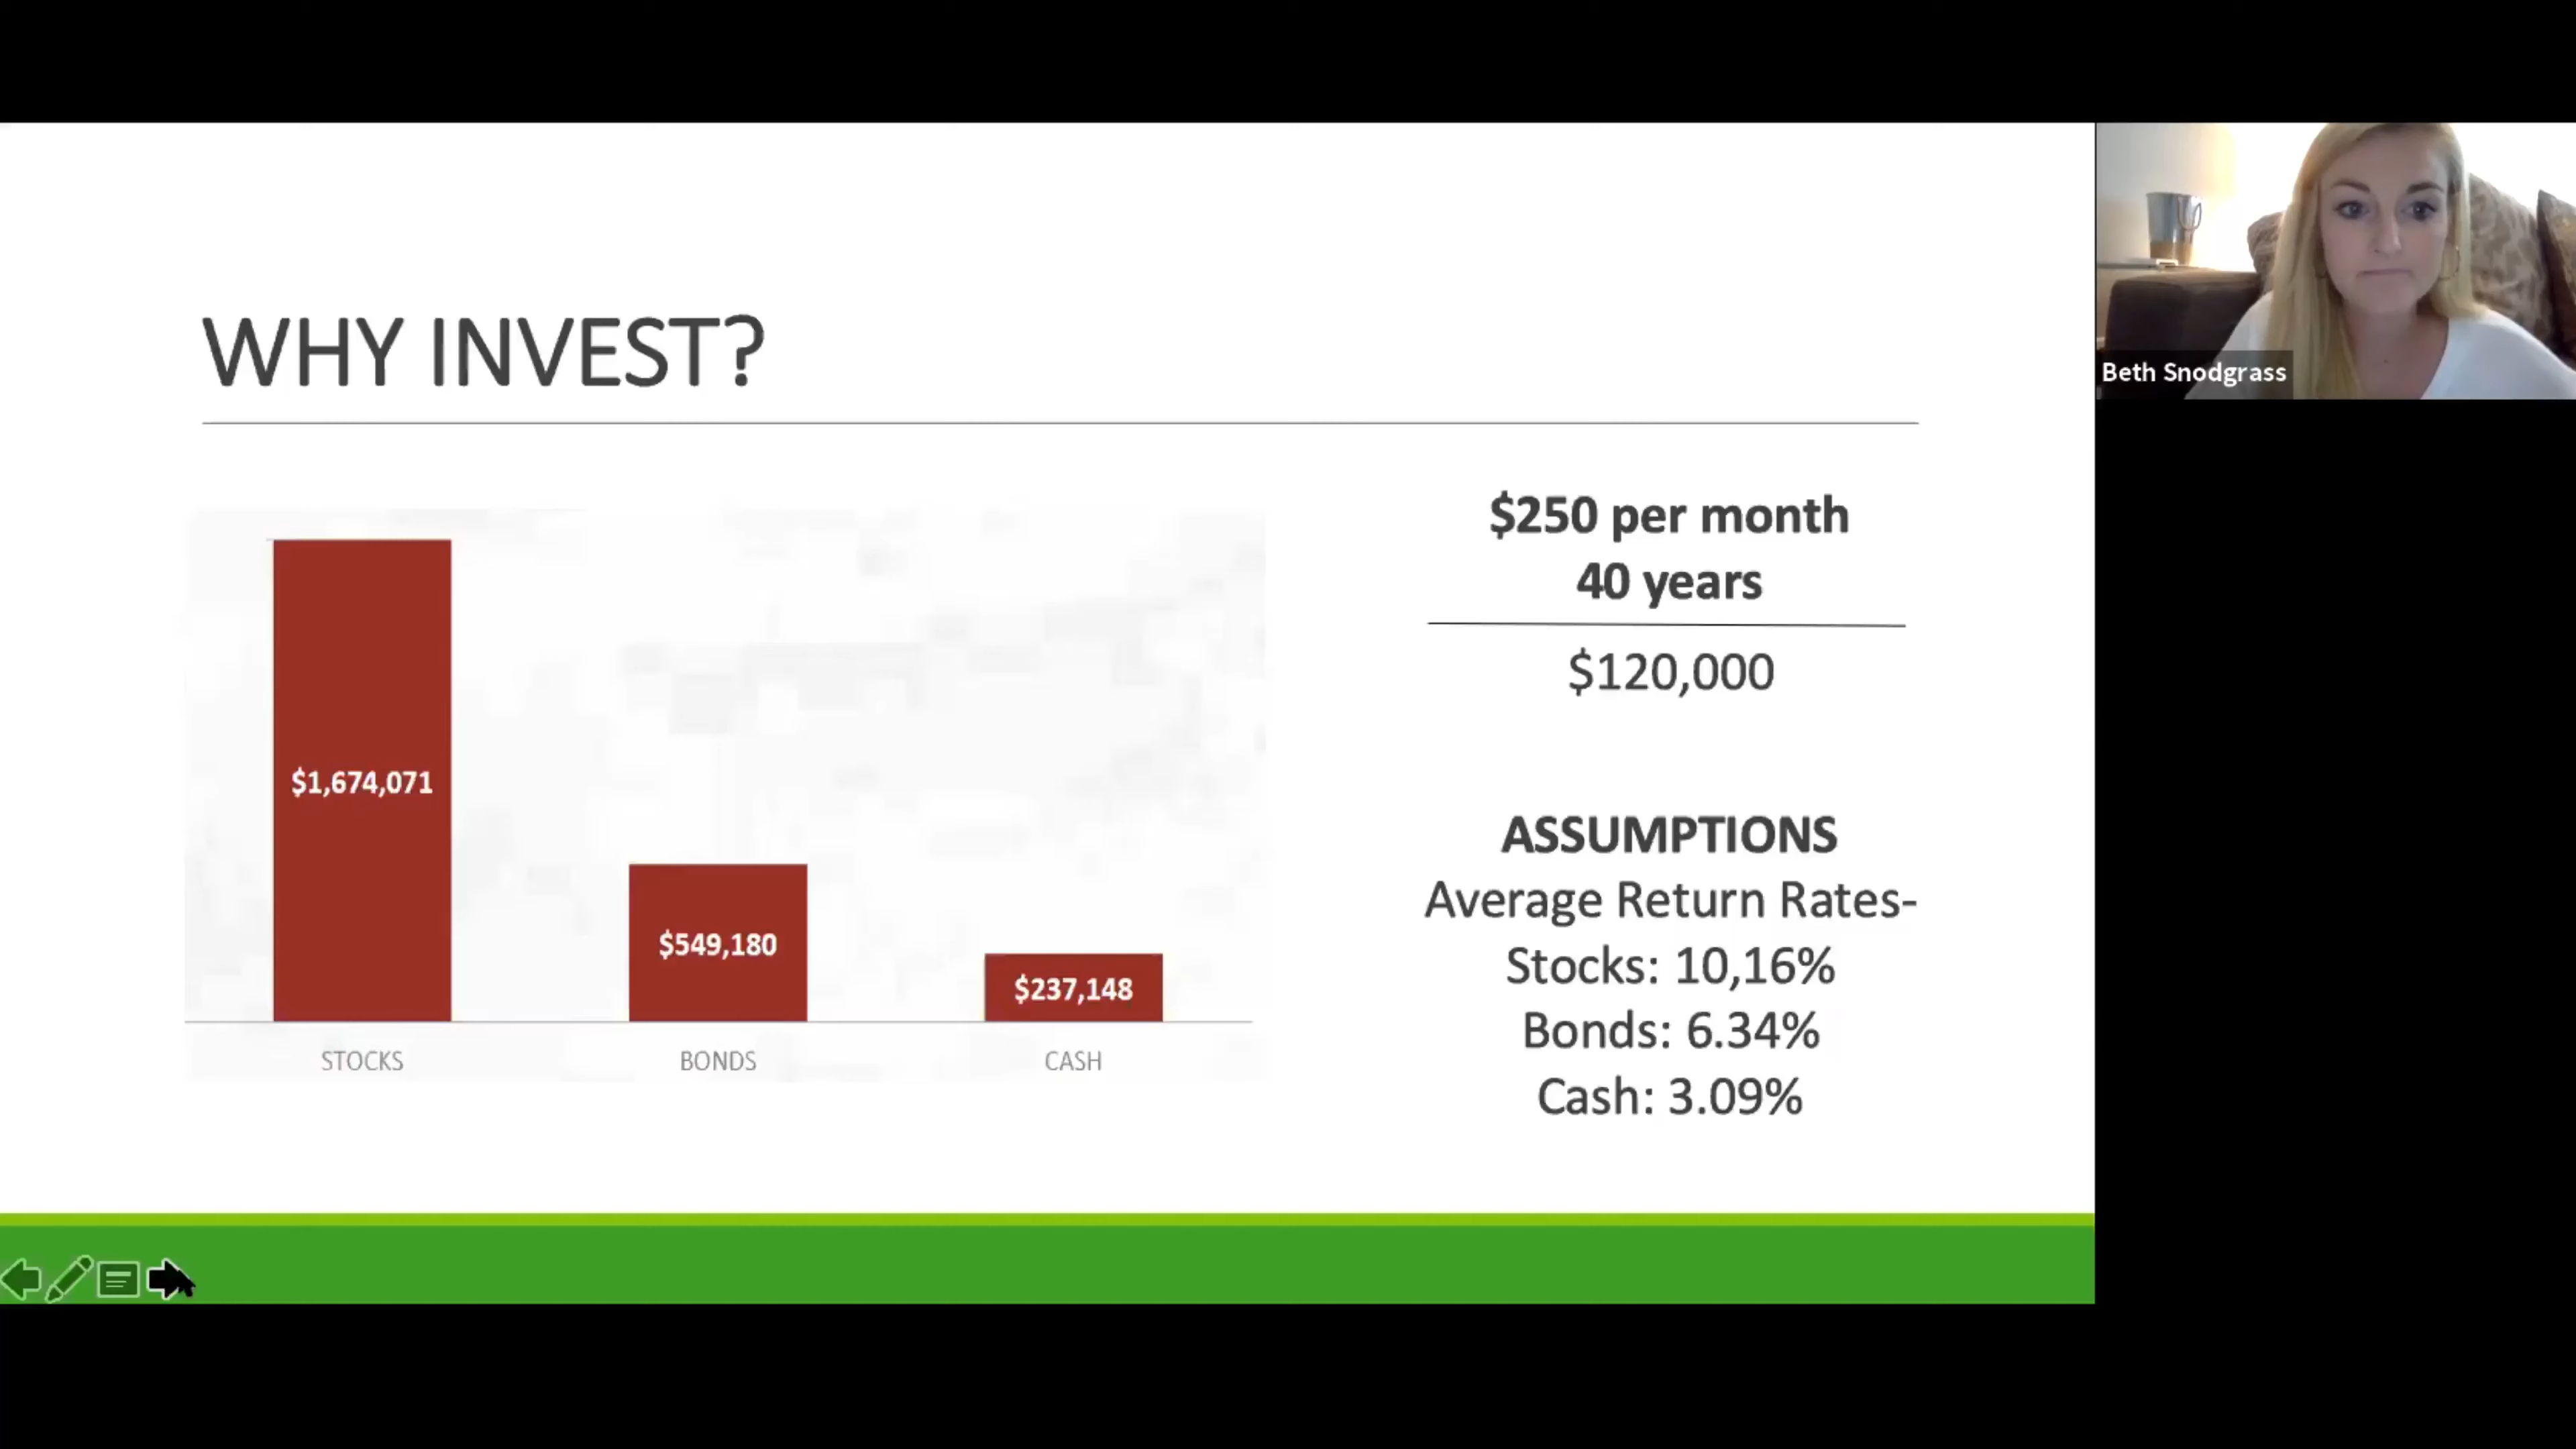 WHY INVEST?
$1,674,071
$549,180
$237,148
STOCKS
BONDS
CASH
$250 per month
40 years
$120,000
ASSUMPTIONS
Average Return Rates-
Stocks: 10,16%
Bonds: 6.34%
Cash: 3.09%
Beth Snodgrass